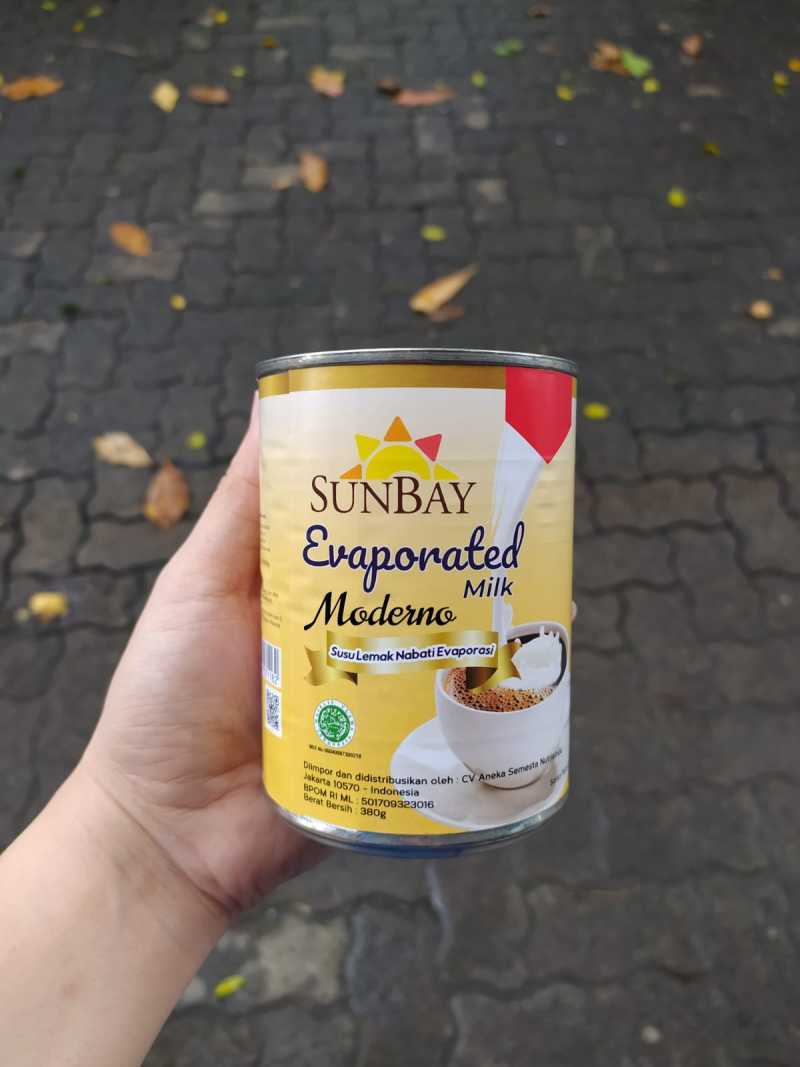 SUNBAY
Evaporated
Milk
Moderno
Susu Lemak Nabati Evaporasi
Diimpor dan didistribusikan oleh : CV Aneka Semesta
Jakarta 10570 - Indonesia
BPOM RI ML : 501709323016
Berat Bersih : 380g